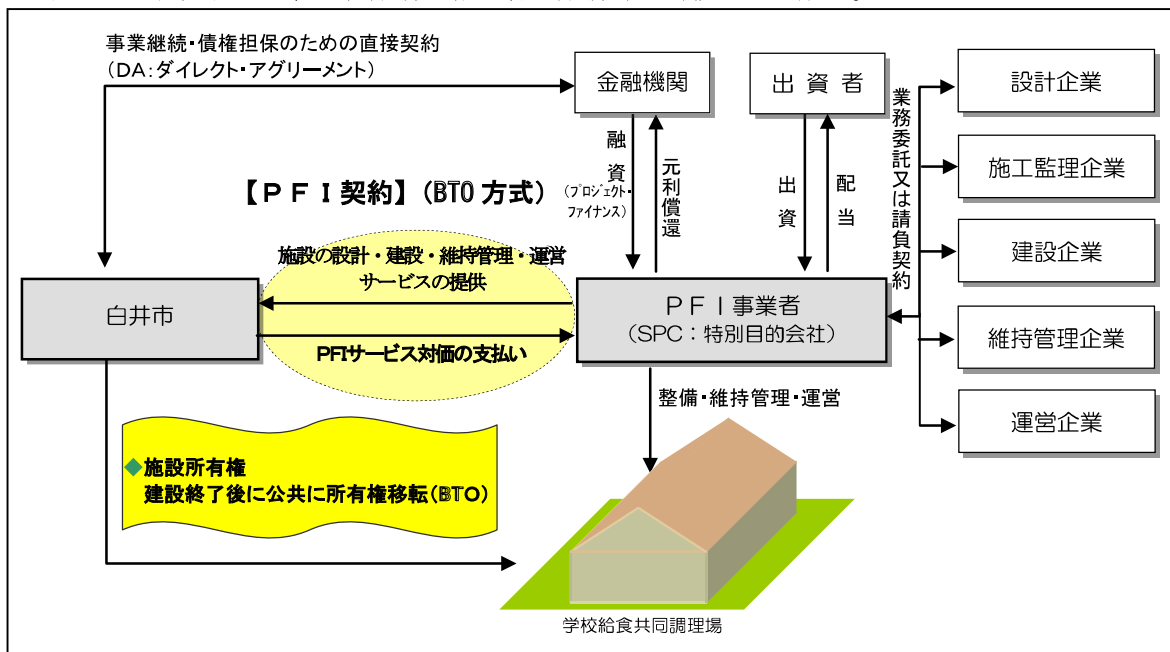 事業継続・債権担保のための直接契約
(DA:ダイレクト・アグリーメント)
金融機関
出 資 者
業務委託又は請負契約
設計企業
施工監理企業
建設企業
維持管理企業
運営企業
融資
(プロジェクト・
ファイナンス)
元利償還
出資
配当
【PFI契約】(BTO方式)
施設の設計・建設・維持管理・運営
サービスの提供
白井市
PFI事業者
(SPC:特別目的会社)
PFIサービス対価の支払い
整備・維持管理・運営
◆施設所有権
建設終了後に公共に所有権移転(BTO)
学校給食共同調理場